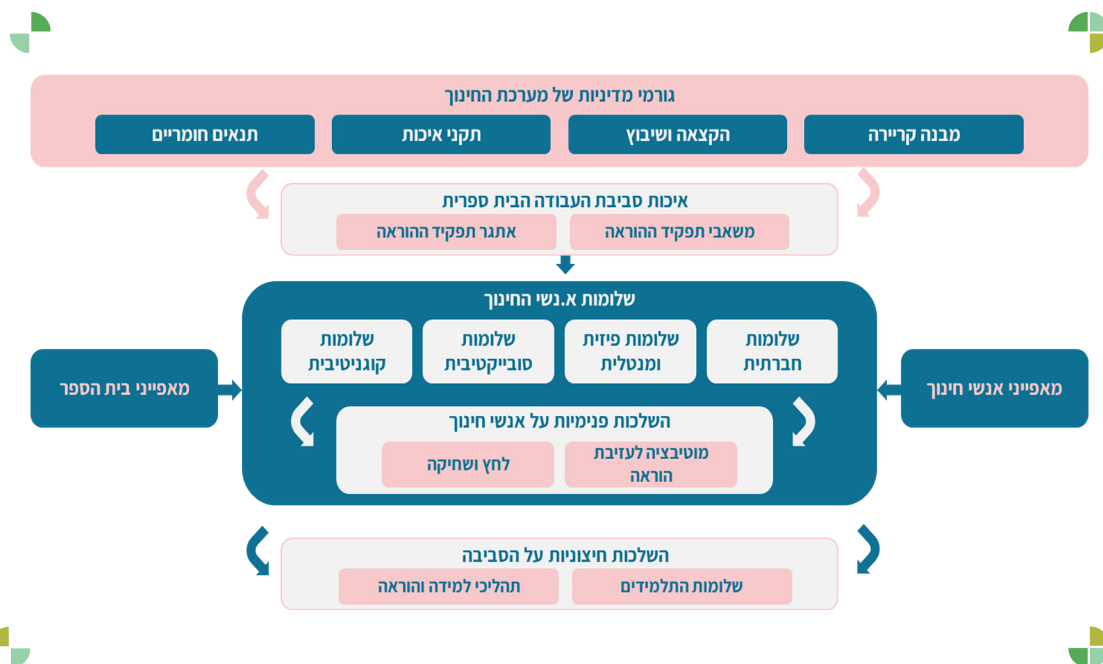 גורמי מדיניות של מערכת החינוך
מבנה קריירה
הקצאה ושיבוץ
תקני איכות
תנאים חומריים
איכות סביבת העבודה הבית ספרית
משאבי תפקיד ההוראה
אתגר תפקיד ההוראה
שלומות א.נשי החינוך
שלומות
חברתית
שלומות פיזית
ומנטלית
שלומות
סובייקטיבית
שלומות
קוגניטיבית
מאפייני אנשי חינוך
מאפייני בית הספר
השלכות פנימיות על אנשי חינוך
מוטיבציה לעזיבת
הוראה
לחץ ושחיקה
השלכות חיצוניות על הסביבה
שלומות התלמידים
תהליכי למידה והוראה